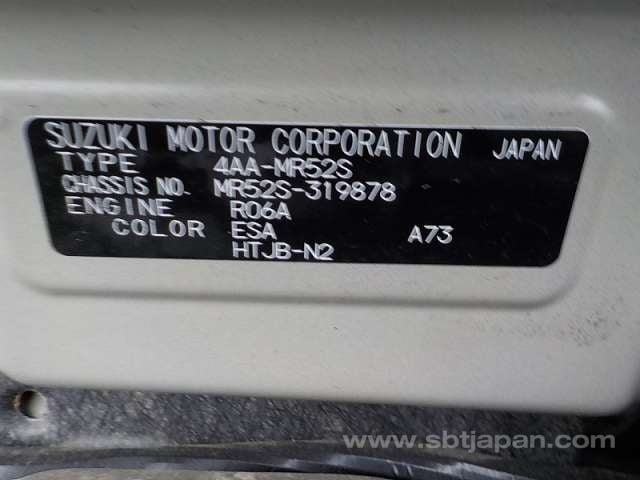 SUZUKI MOTOR CORPORATION JAPAN
TYPE 4AA-MR52S
CHASSIS NO. MR52S-319878
ENGINE R06A
COLOR ESA A73
HTJB-N2
www.sbtjapan.com